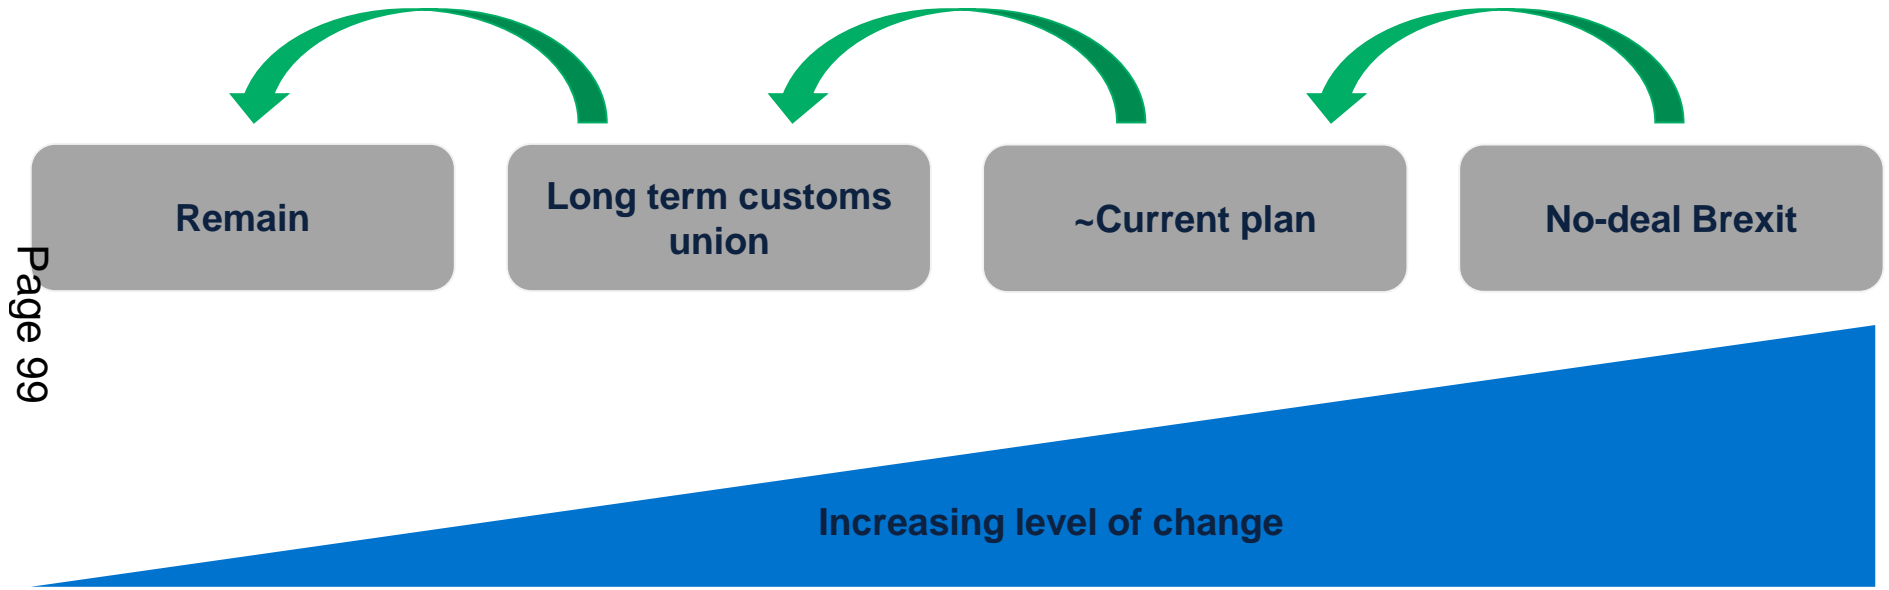 Remain
Long term customs
union
~Current plan
No-deal Brexit
Page 99
Increasing level of change